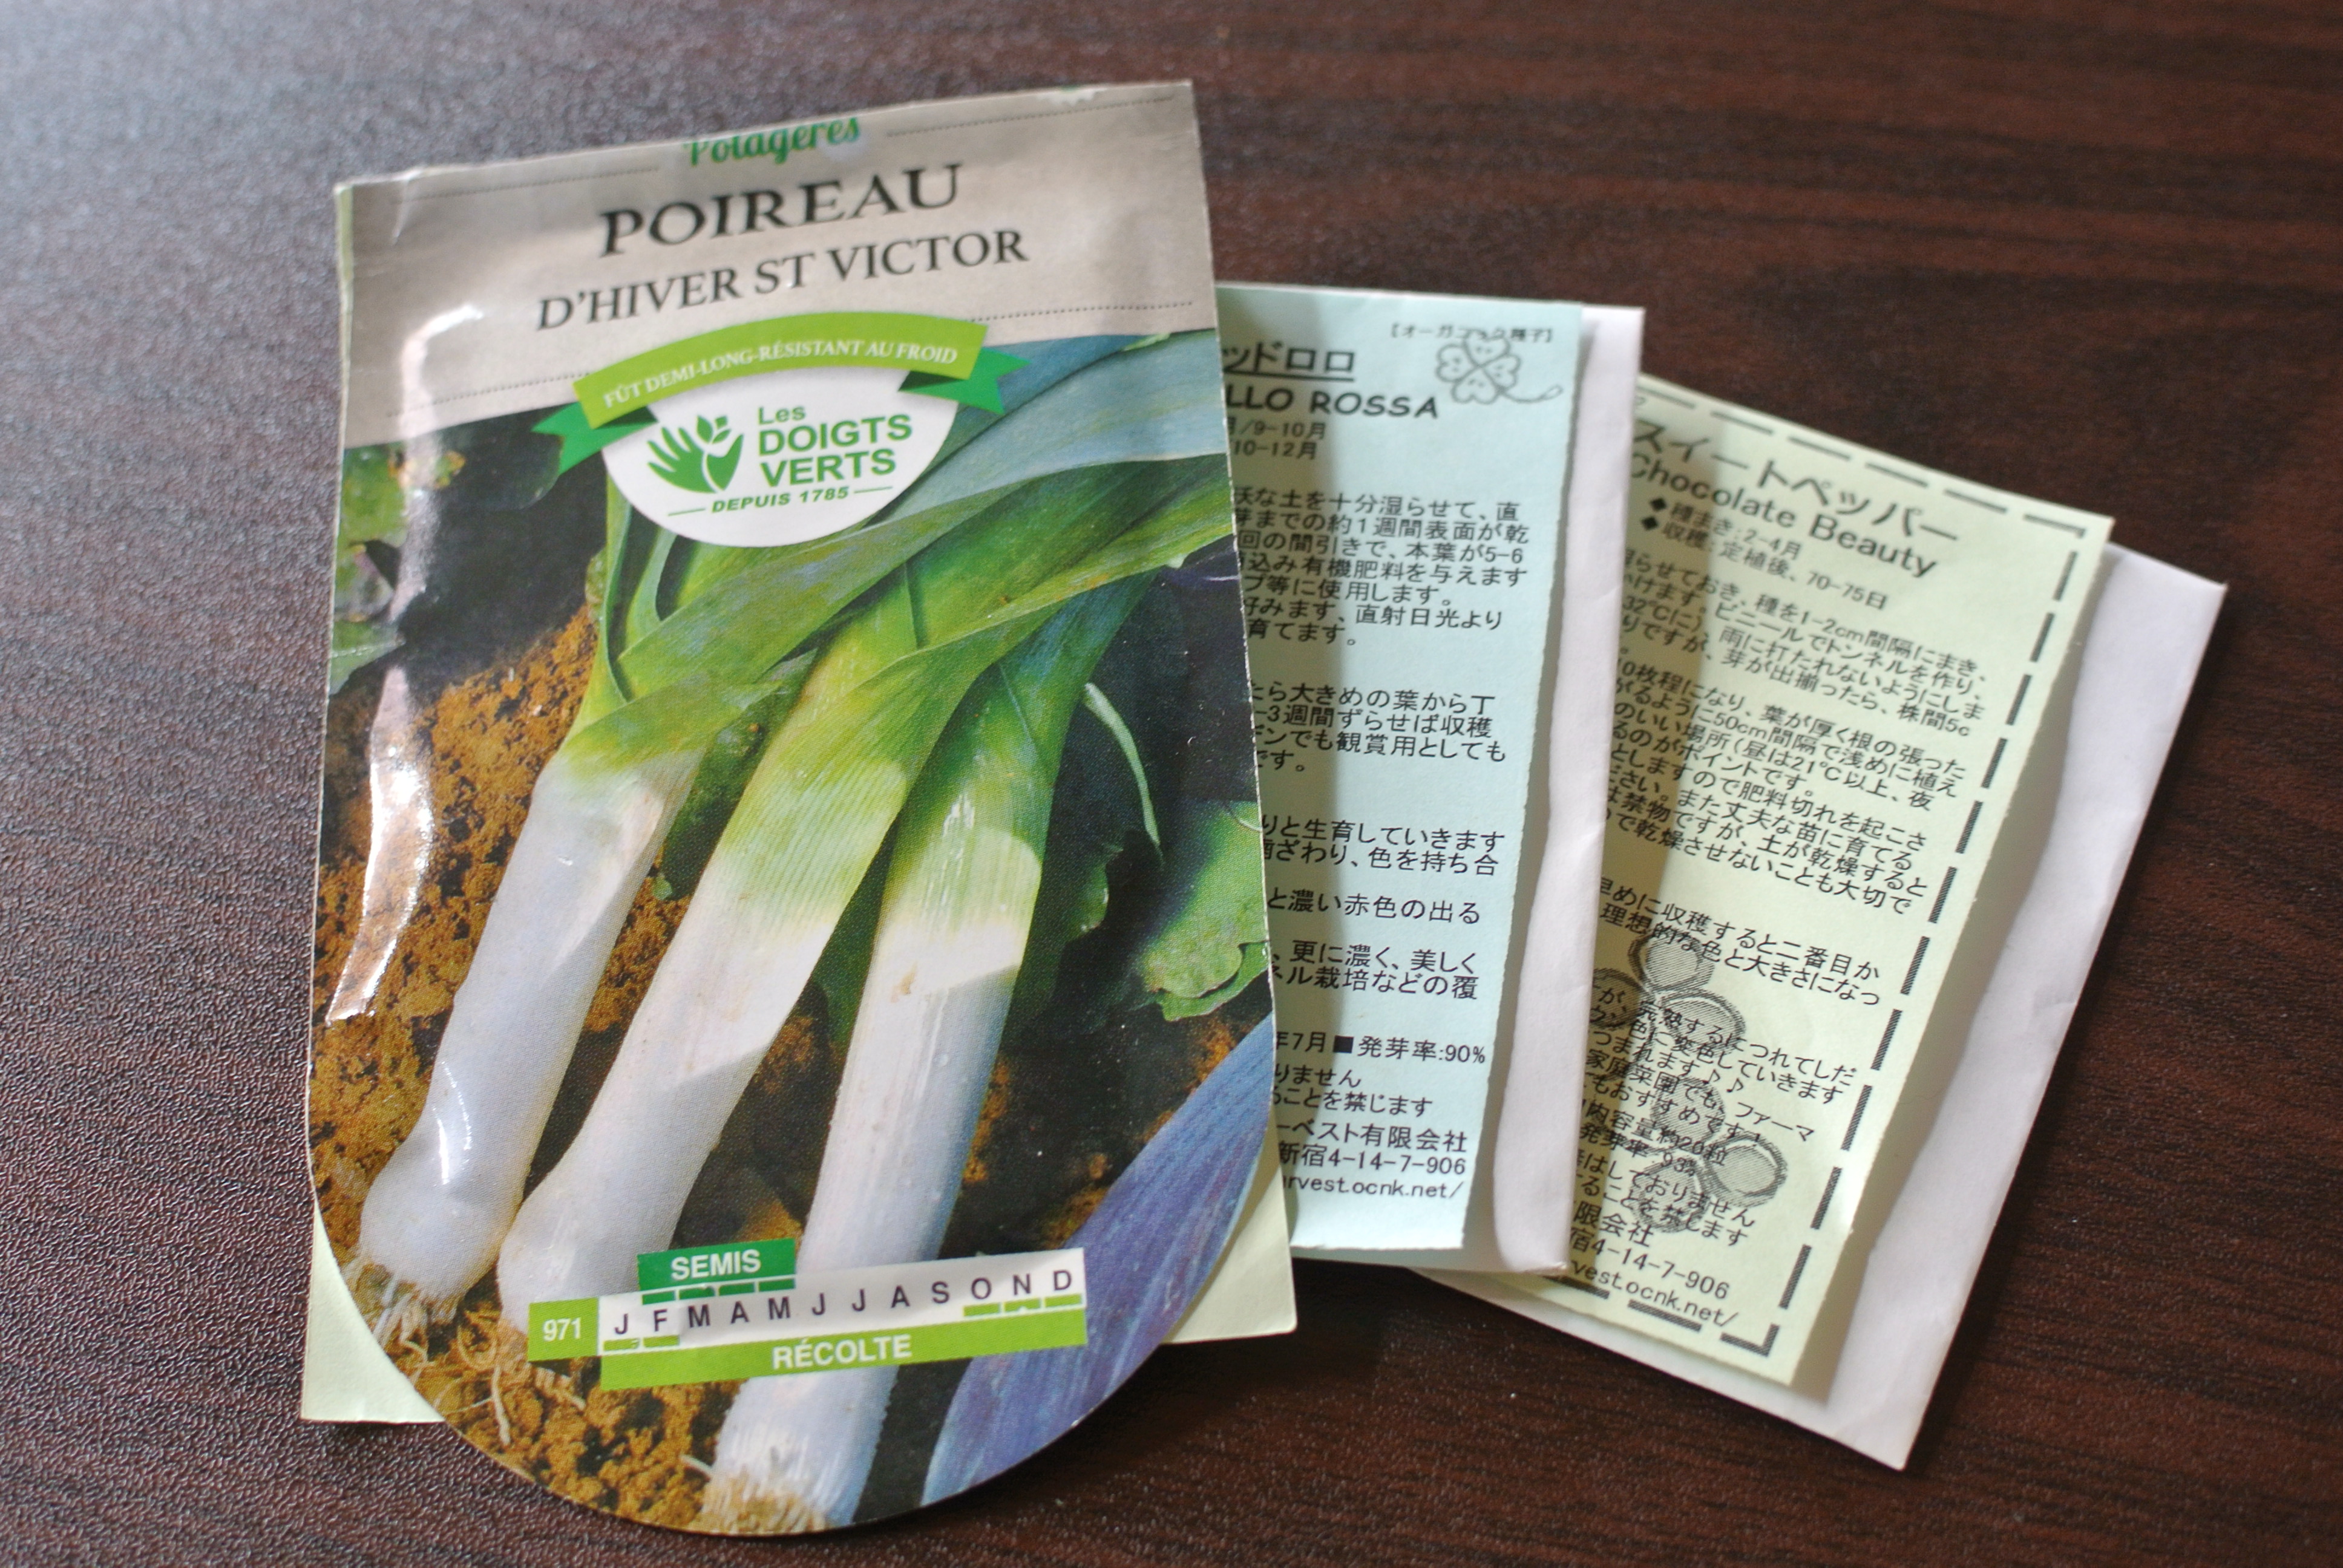 Potagères
POIREAU
D'HIVER ST VICTOR
FÛT DEMI-LONG-RÉSISTANT AU FROID
Les
DOIGTS
VERTS
DEPUIS 1785
SEMIS
971
J F M A M J J A S O N D
RÉCOLTE
【オーガニック種子】
ッドロロ
LLO ROSSA
/9-10月
10-12月
沃な土を十分湿らせて、直
芽までの約1週間表面が乾
回の間引きで、本葉が5-6
込み有機肥料を与えます
プ等に使用します。
好みます、直射日光より
育てます。
たら大きめの葉から丁
-3週間ずらせば収穫
デンでも観賞用としても
です。
りと生育していきます
歯ざわり、色を持ち合
と濃い赤色の出る
、更に濃く、美しく
ネル栽培などの覆
年7月■発芽率:90%
りません
ことを禁じます
ーベスト有限会社
新宿4-14-7-906
arvest.ocnk.net/
スイートペッパー
Chocolate Beauty
◆種まき:2-4月
◆収穫:定植後、70-75日
湿らせておき、種を1-2cm間隔にまき、
かけます。ビニールでトンネルを作り、
32℃に)。雨に打たれないようにしま
りですが、芽が出揃ったら、株間5c
10枚程になり、葉が厚く根の張った
がるように50cm間隔で浅めに植え
のいい場所(昼は21℃以上、夜
るのがポイントです。
としますので肥料切れを起こさ
ださい。また丈夫な苗に育てる
は禁物ですが、土が乾燥すると
ので乾燥させないことも大切で
早めに収穫すると二番目か
理想的な色と大きさになっ
が、完熟するにつれてしだ
ウン色に変色していきます
つまれます♪♪
家庭菜園でも、ファーマ
もおすすめです!
内容量約20粒
発芽率 93%
はしておりません
することを禁じます
限会社
宿4-14-7-906
vest.ocnk.net/